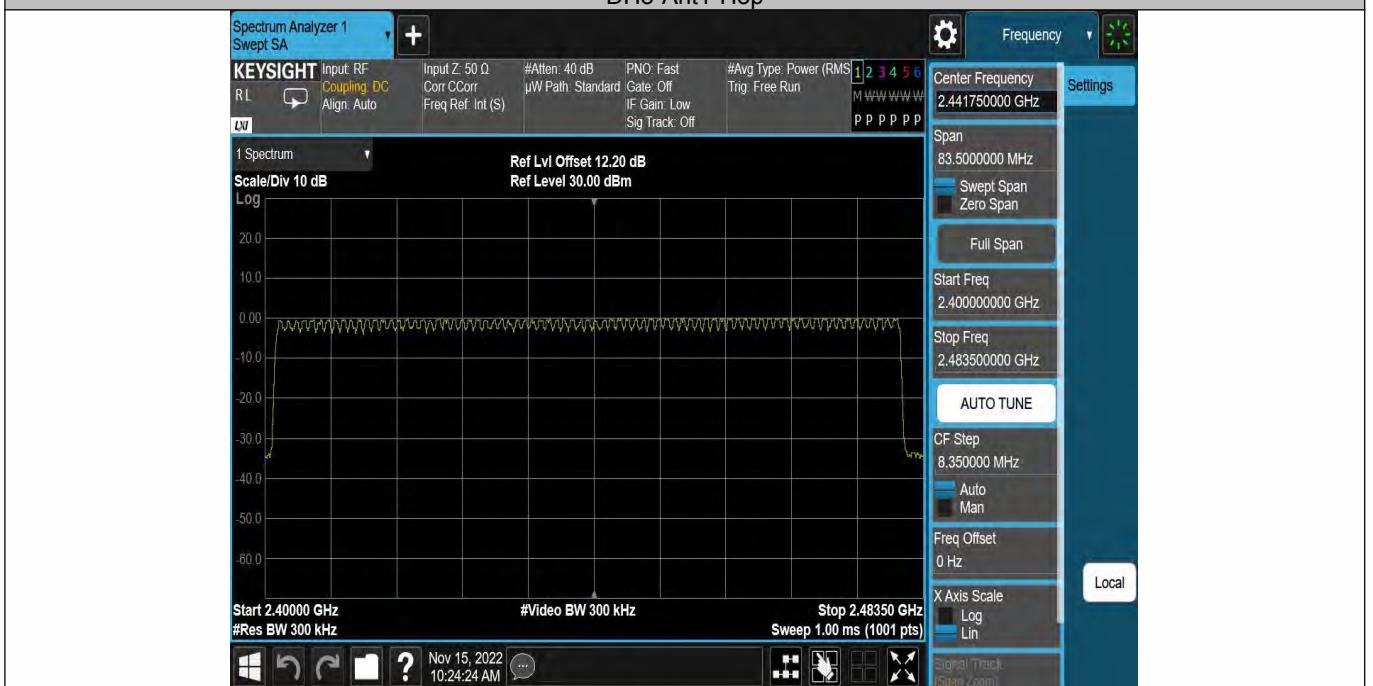 Spectrum Analyzer 1
Swept SA
+
Frequency
KEYSIGHT
RL
LXI
Input: RF
Coupling: DC
Align: Auto
Input Z: 50 Ω
Corr CCorr
Freq Ref: Int (S)
#Atten: 40 dB
µW Path: Standard
PNO: Fast
Gate: Off
IF Gain: Low
Sig Track: Off
#Avg Type: Power (RMS
Trig: Free Run
1 2 3 4 5 6
M W W W W W
P P P P P P
1 Spectrum
Scale/Div 10 dB
Log
Ref Lvl Offset 12.20 dB
Ref Level 30.00 dBm
20.0
10.0
0.00
-10.0
-20.0
-30.0
-40.0
-50.0
-60.0
Start 2.40000 GHz
#Res BW 300 kHz
#Video BW 300 kHz
Stop 2.48350 GHz
Sweep 1.00 ms (1001 pts)
?
Nov 15, 2022
10:24:24 AM
Center Frequency
2.441750000 GHz
Settings
Span
83.5000000 MHz
Swept Span
Zero Span
Full Span
Start Freq
2.400000000 GHz
Stop Freq
2.483500000 GHz
AUTO TUNE
CF Step
8.350000 MHz
Auto
Man
Freq Offset
0 Hz
X Axis Scale
Log
Lin
Signal Track
(Span Zoom)
Local